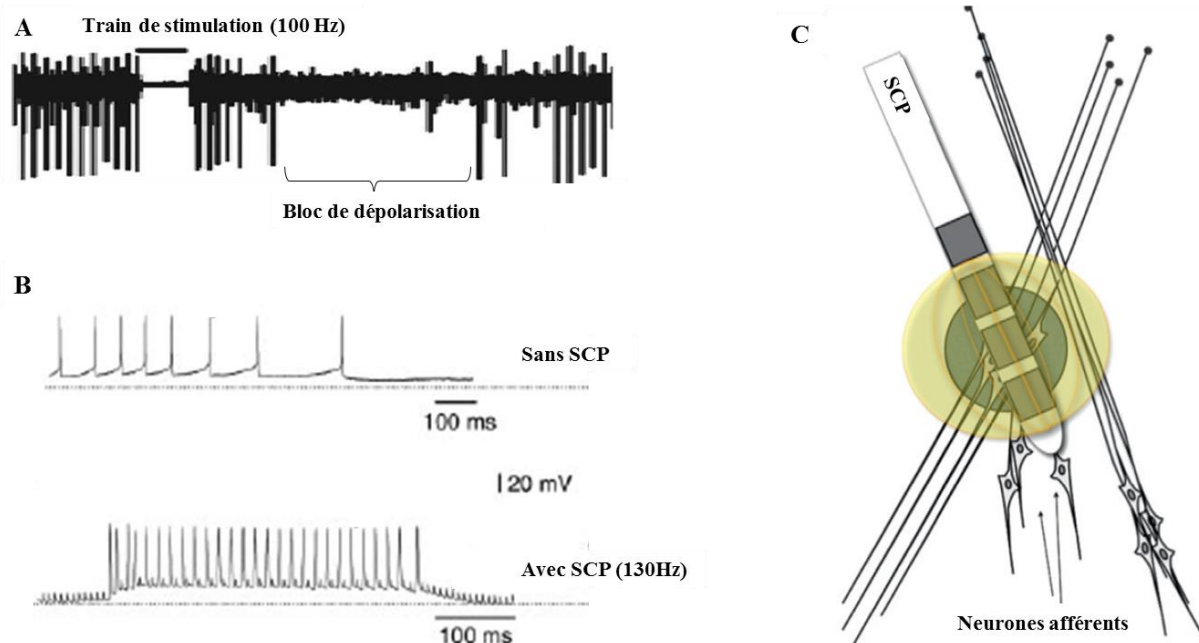 A
Train de stimulation (100 Hz)
Bloc de dépolarisation
B
Sans SCP
100 ms
20 mV
Avec SCP (130Hz)
100 ms
C
SCP
Neurones afférents